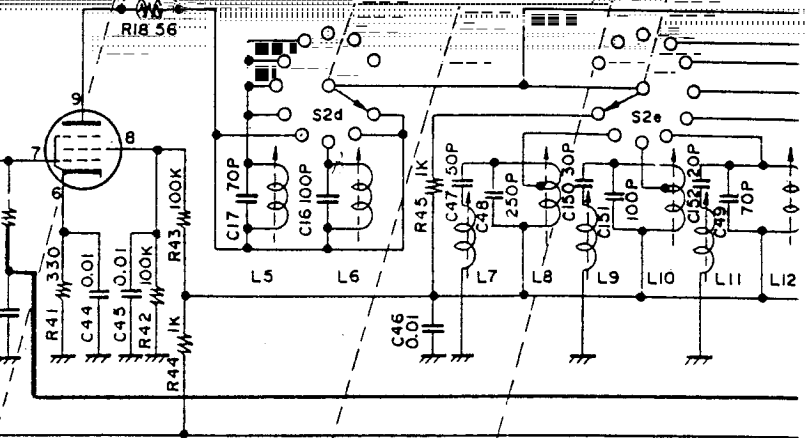 R18 56
9
7
8
6
S2d
S2e
C17 70P
C16 100P
R43 100K
R45 1K
C47 50P
C48 250P
C150 30P
C151 100P
C152 20P
C49 70P
L5
L6
L7
L8
L9
L10
L11
L12
R41 330
C44 0.01
C45 0.01
R42 100K
R44 1K
C46 0.01